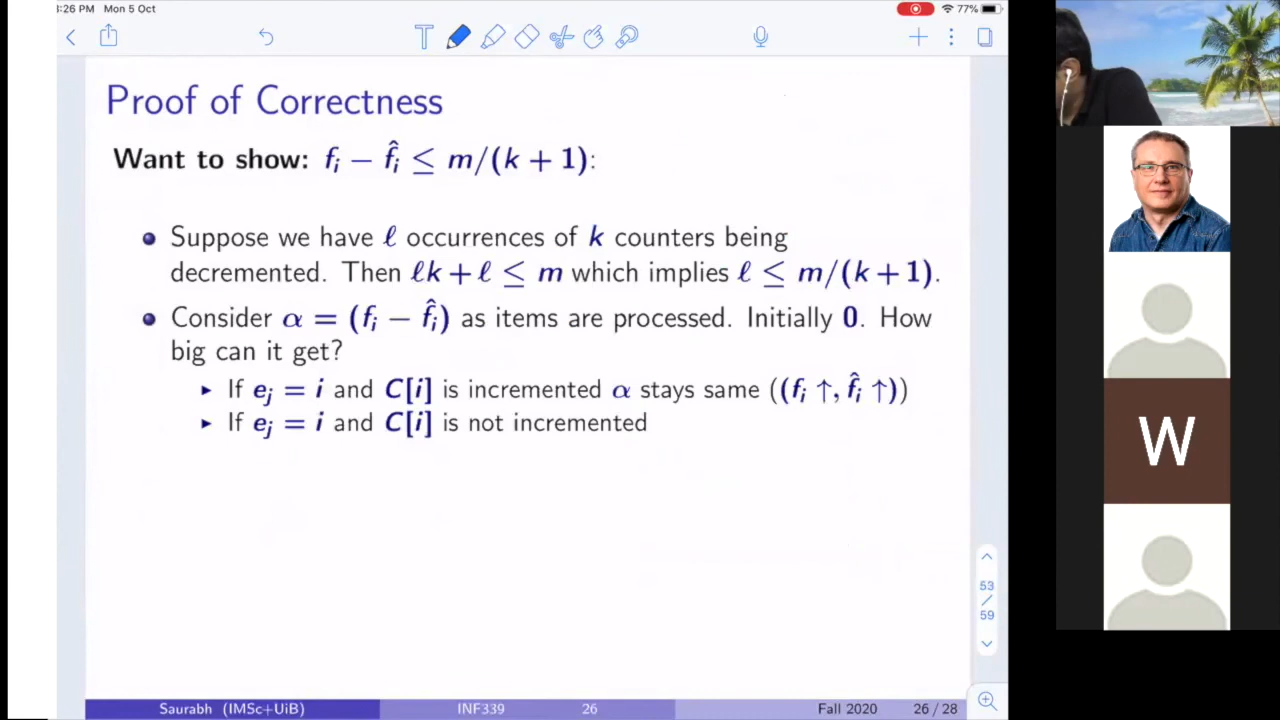 :26 PM Mon 5 Oct
77%
Proof of Correctness
Want to show: fᵢ − f̂ᵢ ≤ m/(k + 1):
Suppose we have ℓ occurrences of k counters being
decremented. Then ℓk + ℓ ≤ m which implies ℓ ≤ m/(k + 1).
Consider α = (fᵢ − f̂ᵢ) as items are processed. Initially 0. How
big can it get?
If eⱼ = i and C[i] is incremented α stays same ((fᵢ ↑, f̂ᵢ ↑))
If eⱼ = i and C[i] is not incremented
53
/
59
Saurabh (IMSc+UiB) INF339 26 Fall 2020 26 / 28
W